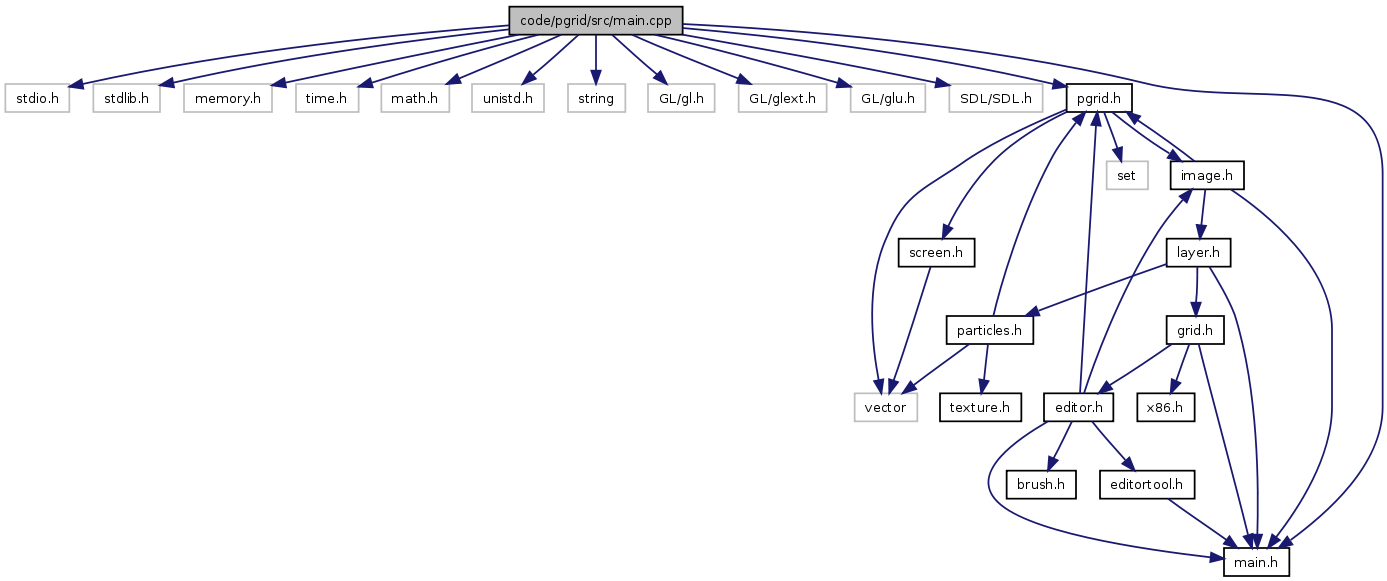 code/pgrid/src/main.cpp
stdio.h
stdlib.h
memory.h
time.h
math.h
unistd.h
string
GL/gl.h
GL/glext.h
GL/glu.h
SDL/SDL.h
pgrid.h
set
image.h
screen.h
layer.h
particles.h
grid.h
vector
texture.h
editor.h
x86.h
brush.h
editortool.h
main.h